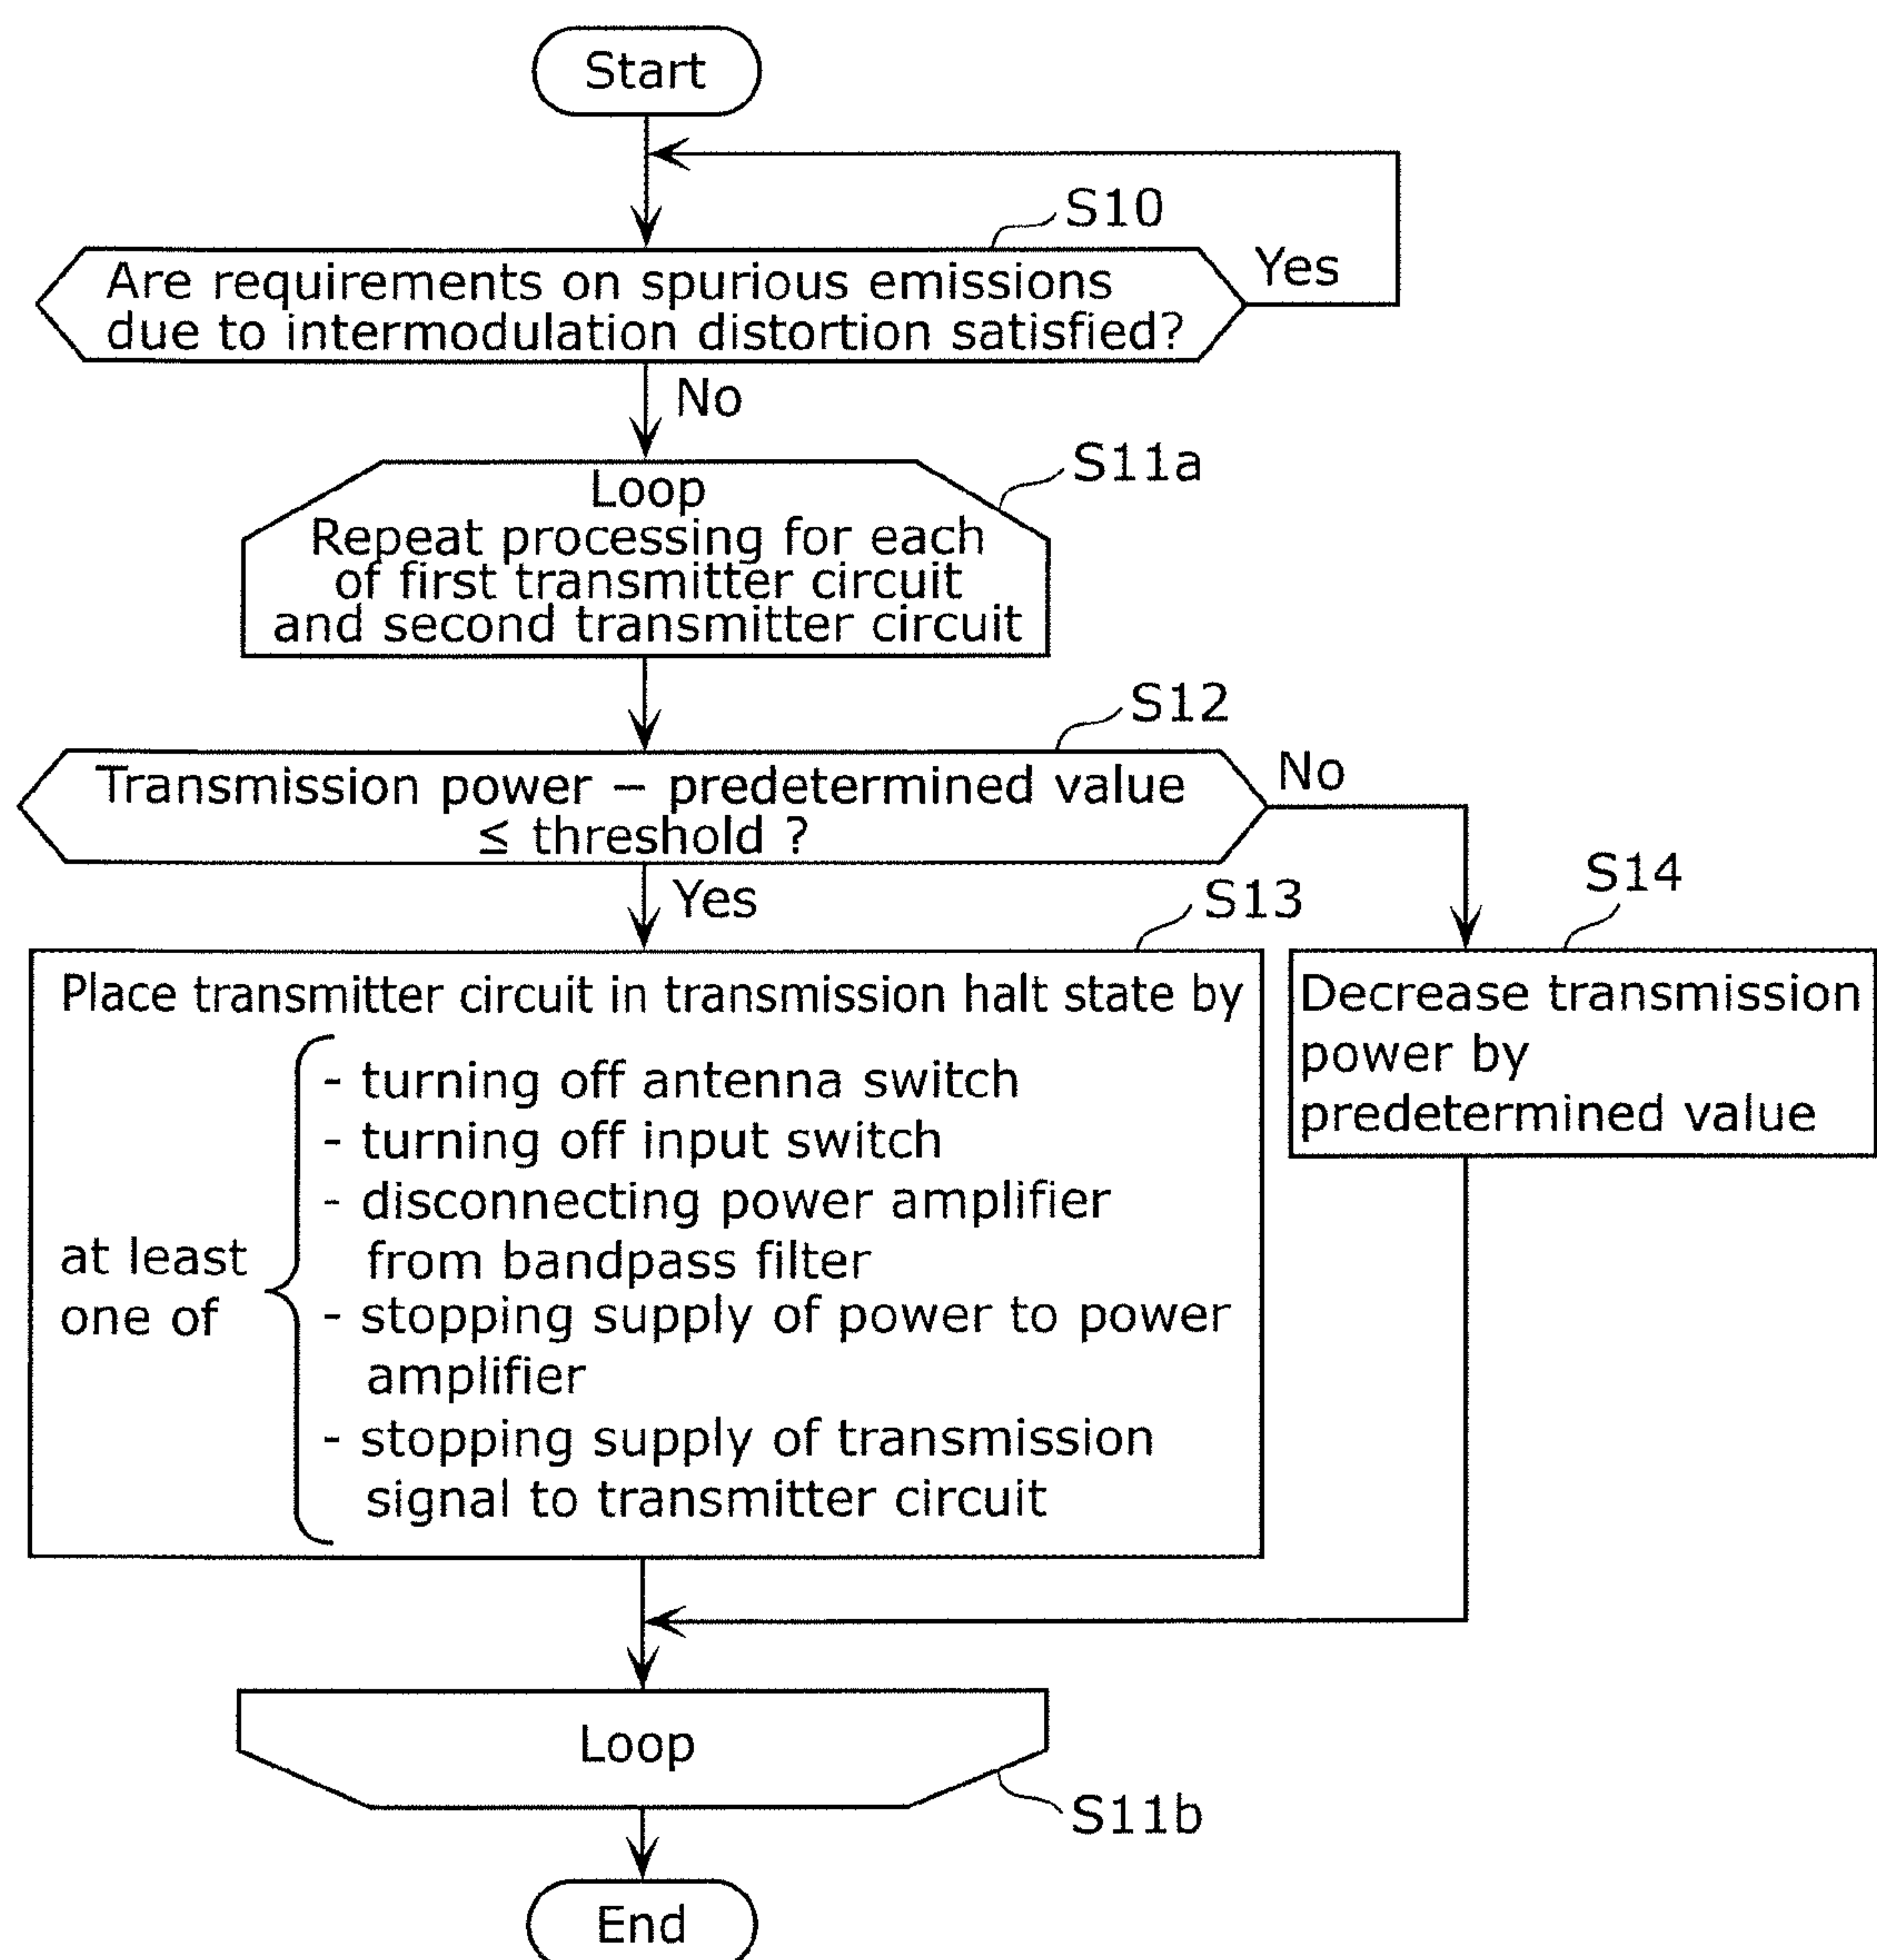 Start
S10
Are requirements on spurious emissions
due to intermodulation distortion satisfied?
Yes
No
S11a
Loop
Repeat processing for each
of first transmitter circuit
and second transmitter circuit
S12
Transmission power – predetermined value
≤ threshold ?
No
Yes
S13
S14
Place transmitter circuit in transmission halt state by
at least
one of
- turning off antenna switch
- turning off input switch
- disconnecting power amplifier
from bandpass filter
- stopping supply of power to power
amplifier
- stopping supply of transmission
signal to transmitter circuit
Decrease transmission
power by
predetermined value
Loop
S11b
End